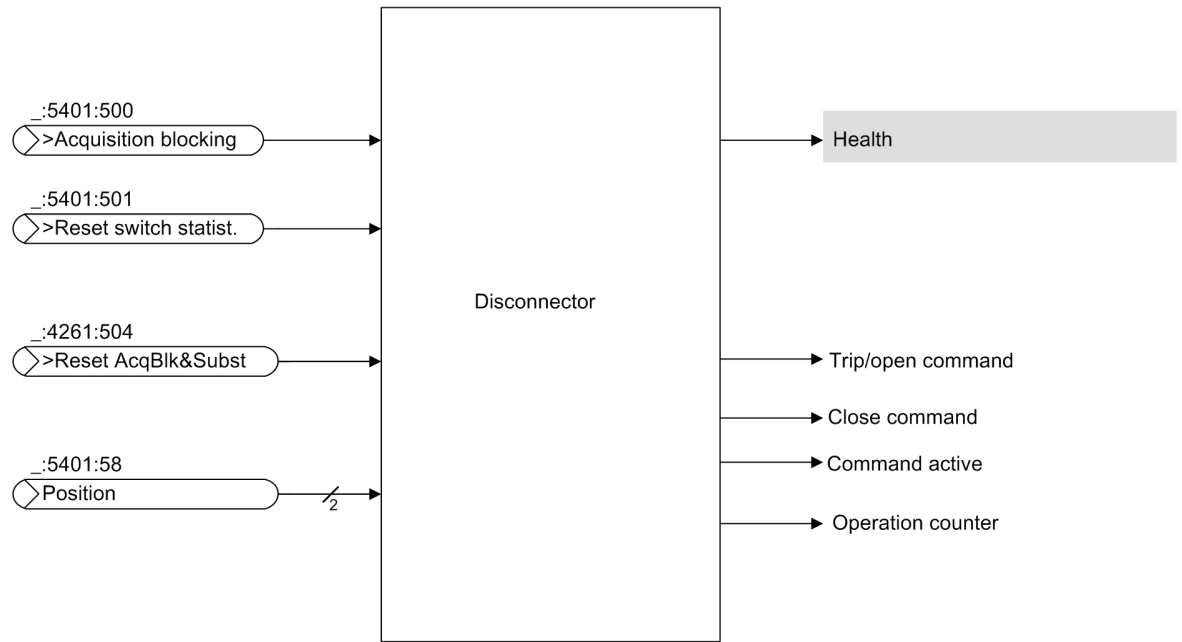 _:5401:500
>Acquisition blocking
Health
_:5401:501
>Reset switch statist.
Disconnector
_:4261:504
>Reset AcqBlk&Subst
Trip/open command
Close command
Command active
_:5401:58
Position
2
Operation counter